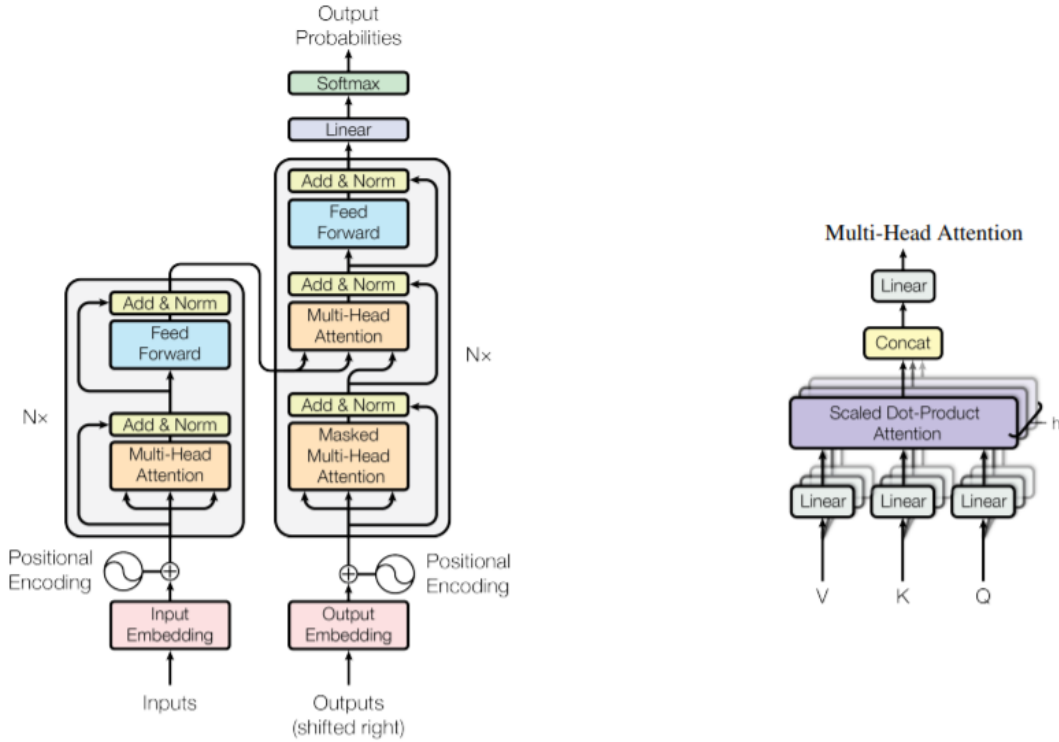 Output
Probabilities
Softmax
Linear
Add & Norm
Feed
Forward
Add & Norm
Multi-Head
Attention
Add & Norm
Masked
Multi-Head
Attention
Nx
Positional
Encoding
Output
Embedding
Outputs
(shifted right)
Add & Norm
Feed
Forward
Add & Norm
Multi-Head
Attention
Nx
Positional
Encoding
Input
Embedding
Inputs
Multi-Head Attention
Linear
Concat
Scaled Dot-Product
Attention
h
Linear
Linear
Linear
V
K
Q